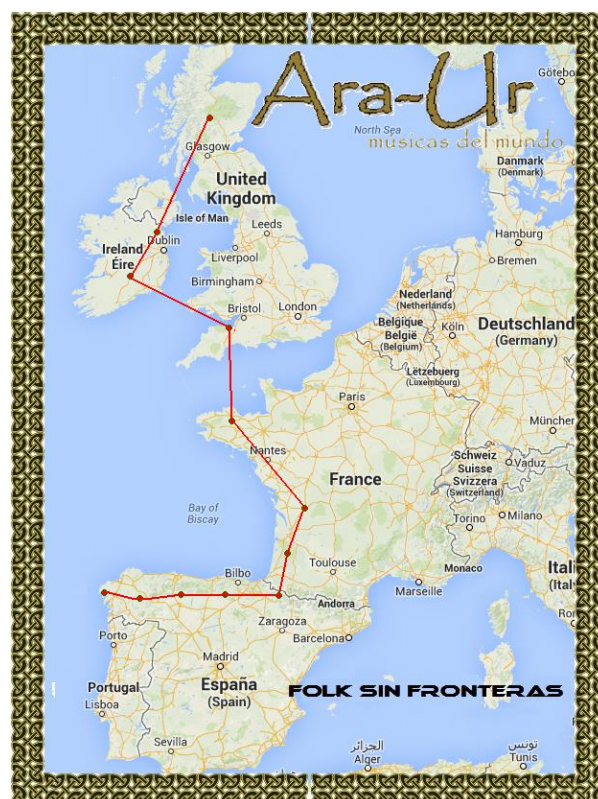 Ara-Ur
músicas del mundo
North Sea
Göteborg
Glasgow
Danmark
(Denmark)
United
Kingdom
Isle of Man
Leeds
Hamburg
Dublin
Ireland
Éire
Liverpool
Bremen
Birmingham
Nederland
(Netherlands)
Bristol
London
België
Belgique
(Belgium)
Köln
Deutschland
(Germany)
Lëtzebuerg
(Luxembourg)
Paris
München
Nantes
Schweiz
Suisse
Svizzera
(Switzerland)
Vaduz
France
Bay of
Biscay
Torino
Milano
Bilbo
Toulouse
Monaco
Marseille
Andorra
Zaragoza
Porto
Barcelona
Madrid
Portugal
España
(Spain)
FOLK SIN FRONTERAS
Lisboa
Sevilla
الجزائر
Alger
تونس
Tunis